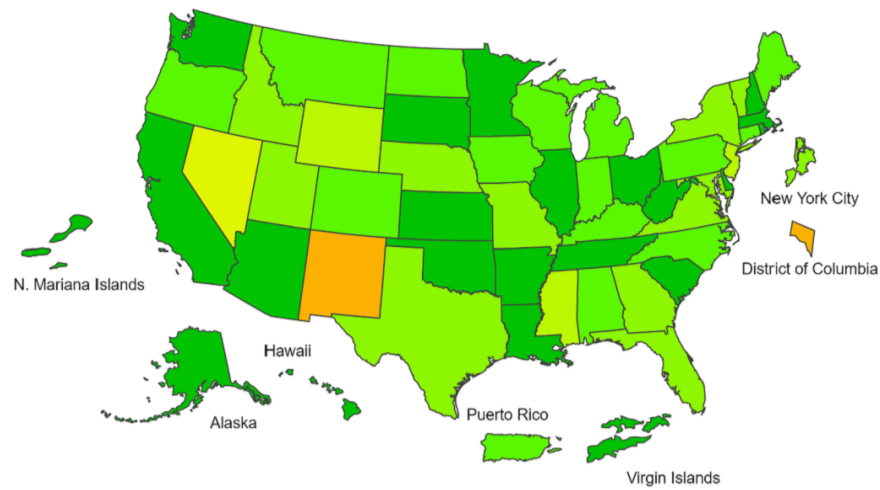 New York City
District of Columbia
N. Mariana Islands
Hawaii
Alaska
Puerto Rico
Virgin Islands